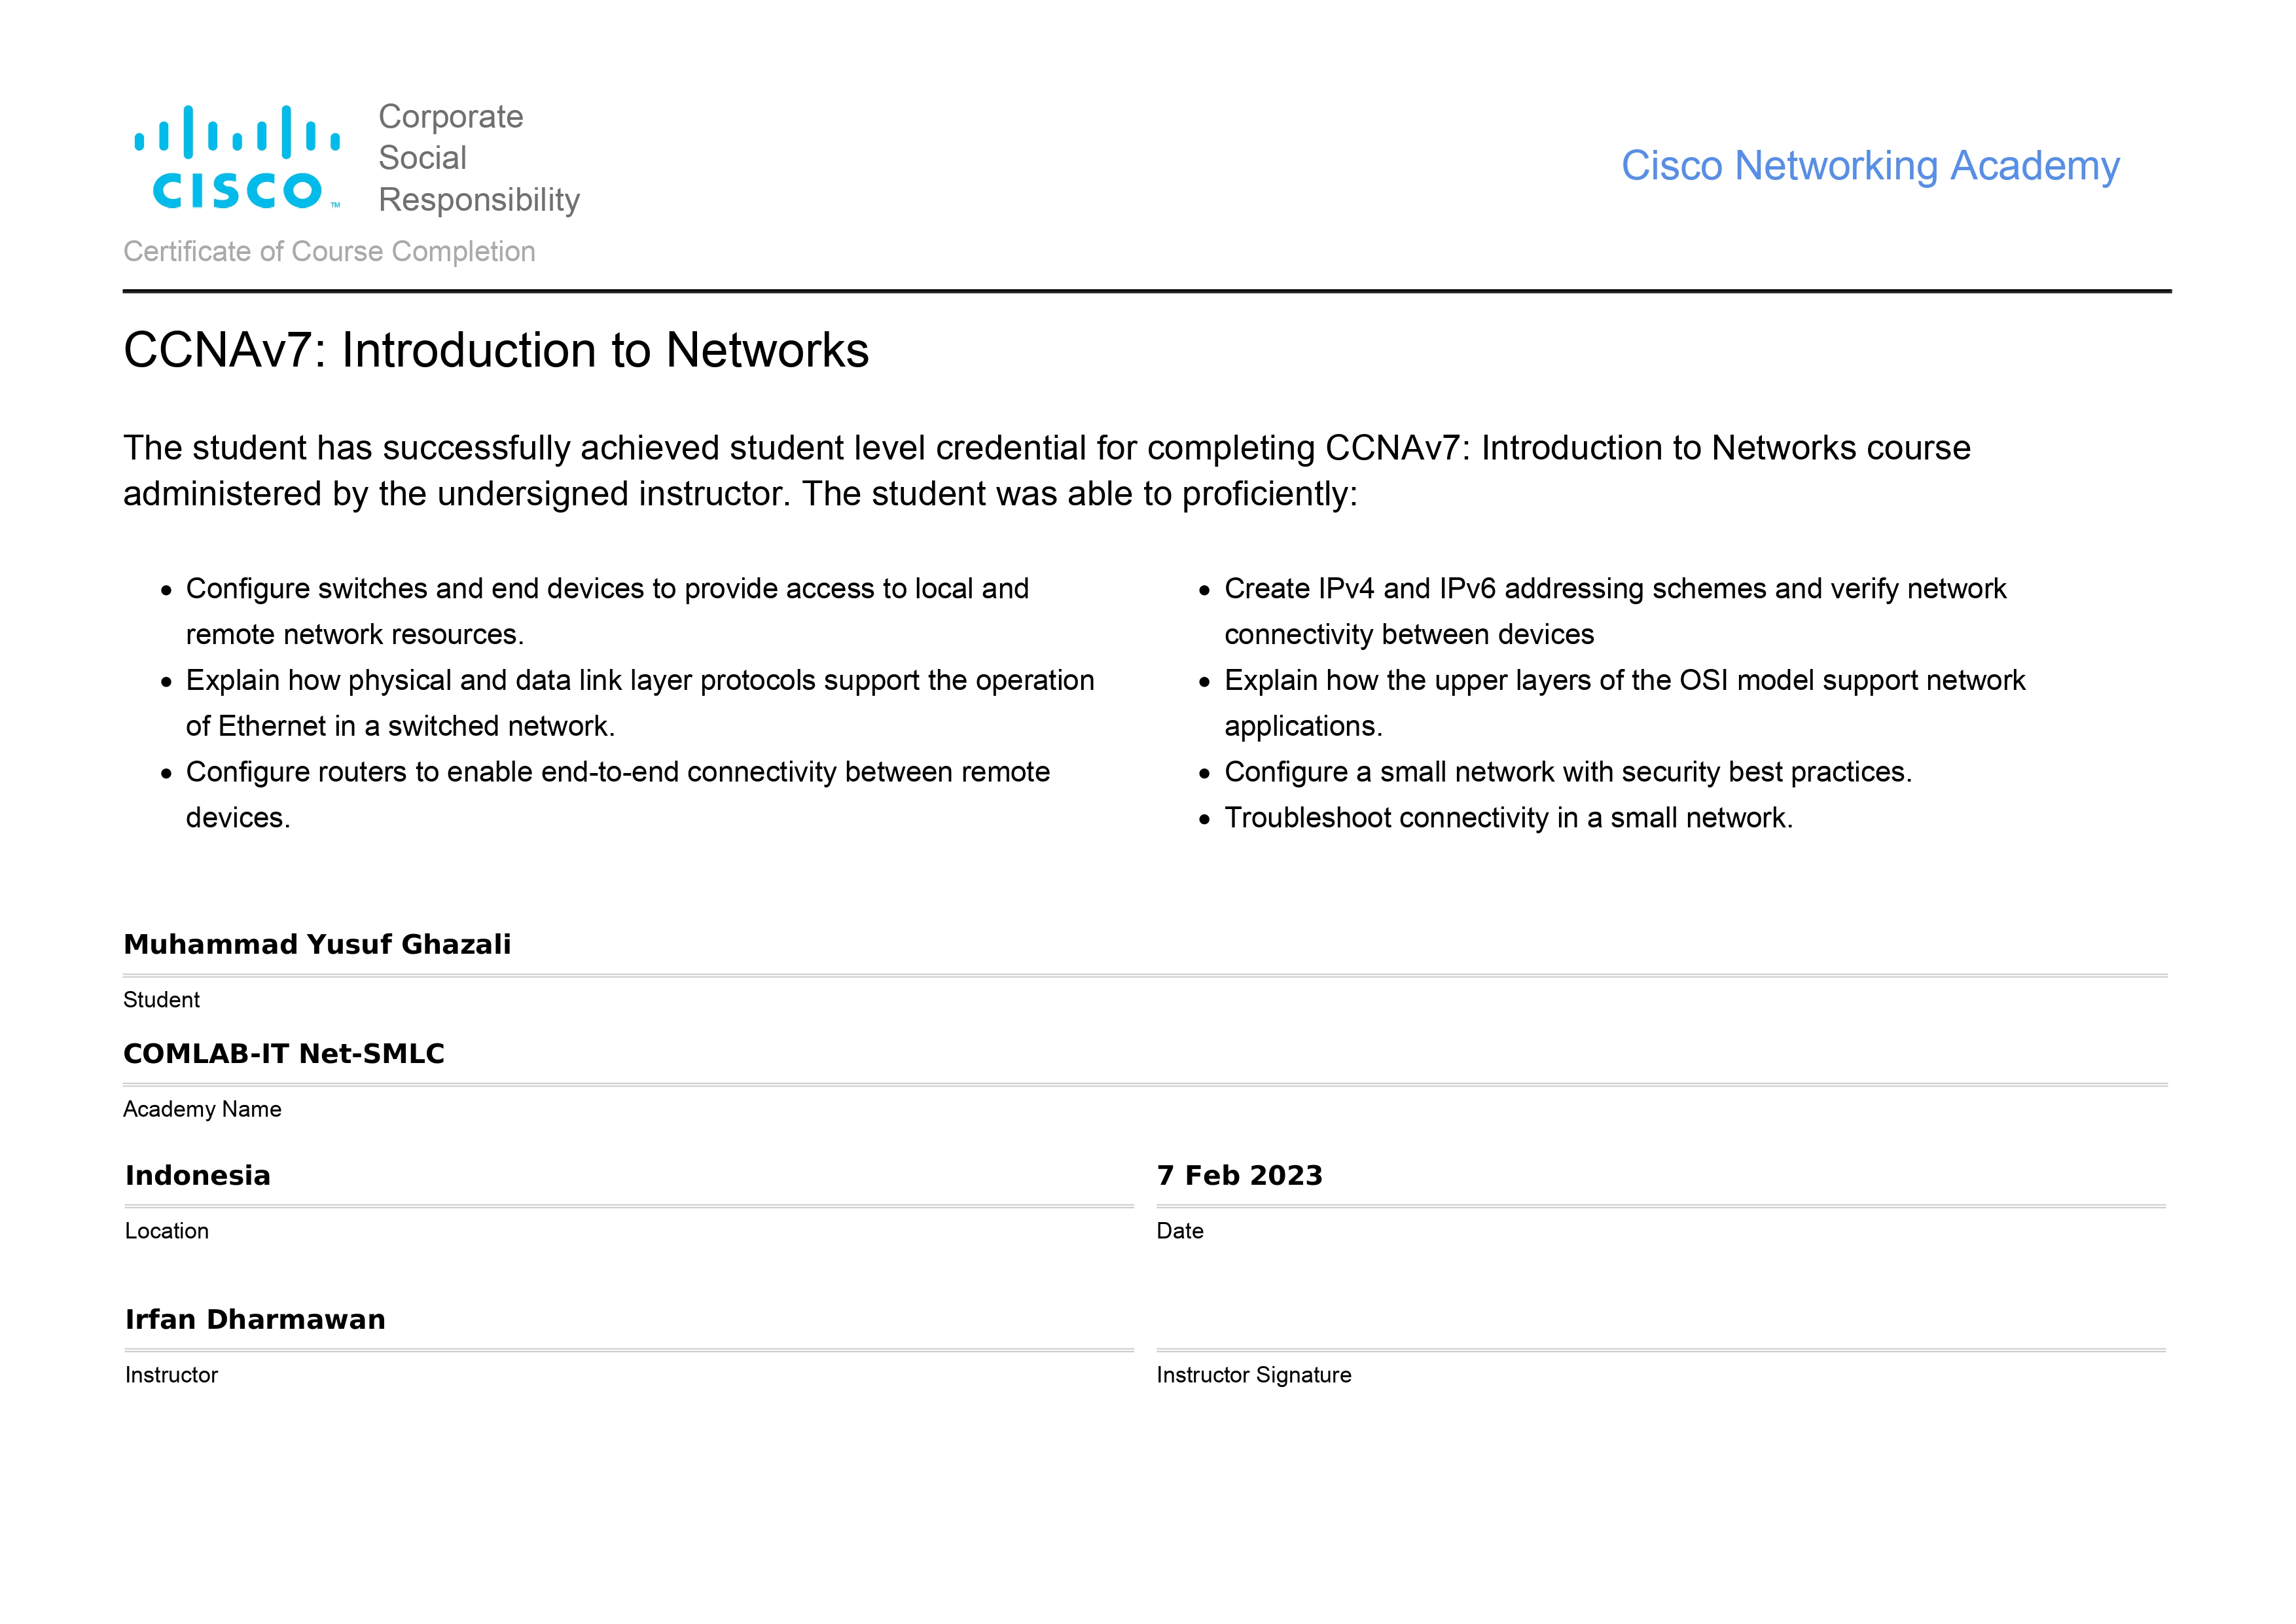 Corporate
Social
Responsibility
CISCO™
Cisco Networking Academy
Certificate of Course Completion
CCNAv7: Introduction to Networks
The student has successfully achieved student level credential for completing CCNAv7: Introduction to Networks course
administered by the undersigned instructor. The student was able to proficiently:
• Configure switches and end devices to provide access to local and
remote network resources.
• Explain how physical and data link layer protocols support the operation
of Ethernet in a switched network.
• Configure routers to enable end-to-end connectivity between remote
devices.
• Create IPv4 and IPv6 addressing schemes and verify network
connectivity between devices
• Explain how the upper layers of the OSI model support network
applications.
• Configure a small network with security best practices.
• Troubleshoot connectivity in a small network.
Muhammad Yusuf Ghazali
Student
COMLAB-IT Net-SMLC
Academy Name
Indonesia
Location
7 Feb 2023
Date
Irfan Dharmawan
Instructor
Instructor Signature